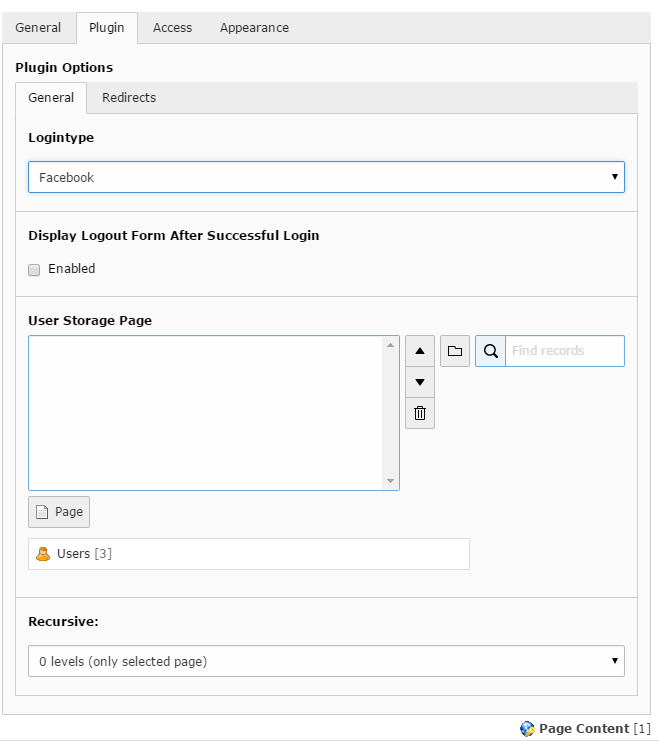 General Plugin Access Appearance
Plugin Options
General Redirects
Logintype
Facebook
Display Logout Form After Successful Login
Enabled
User Storage Page
Find records
Page
Users [3]
Recursive:
0 levels (only selected page)
Page Content [1]